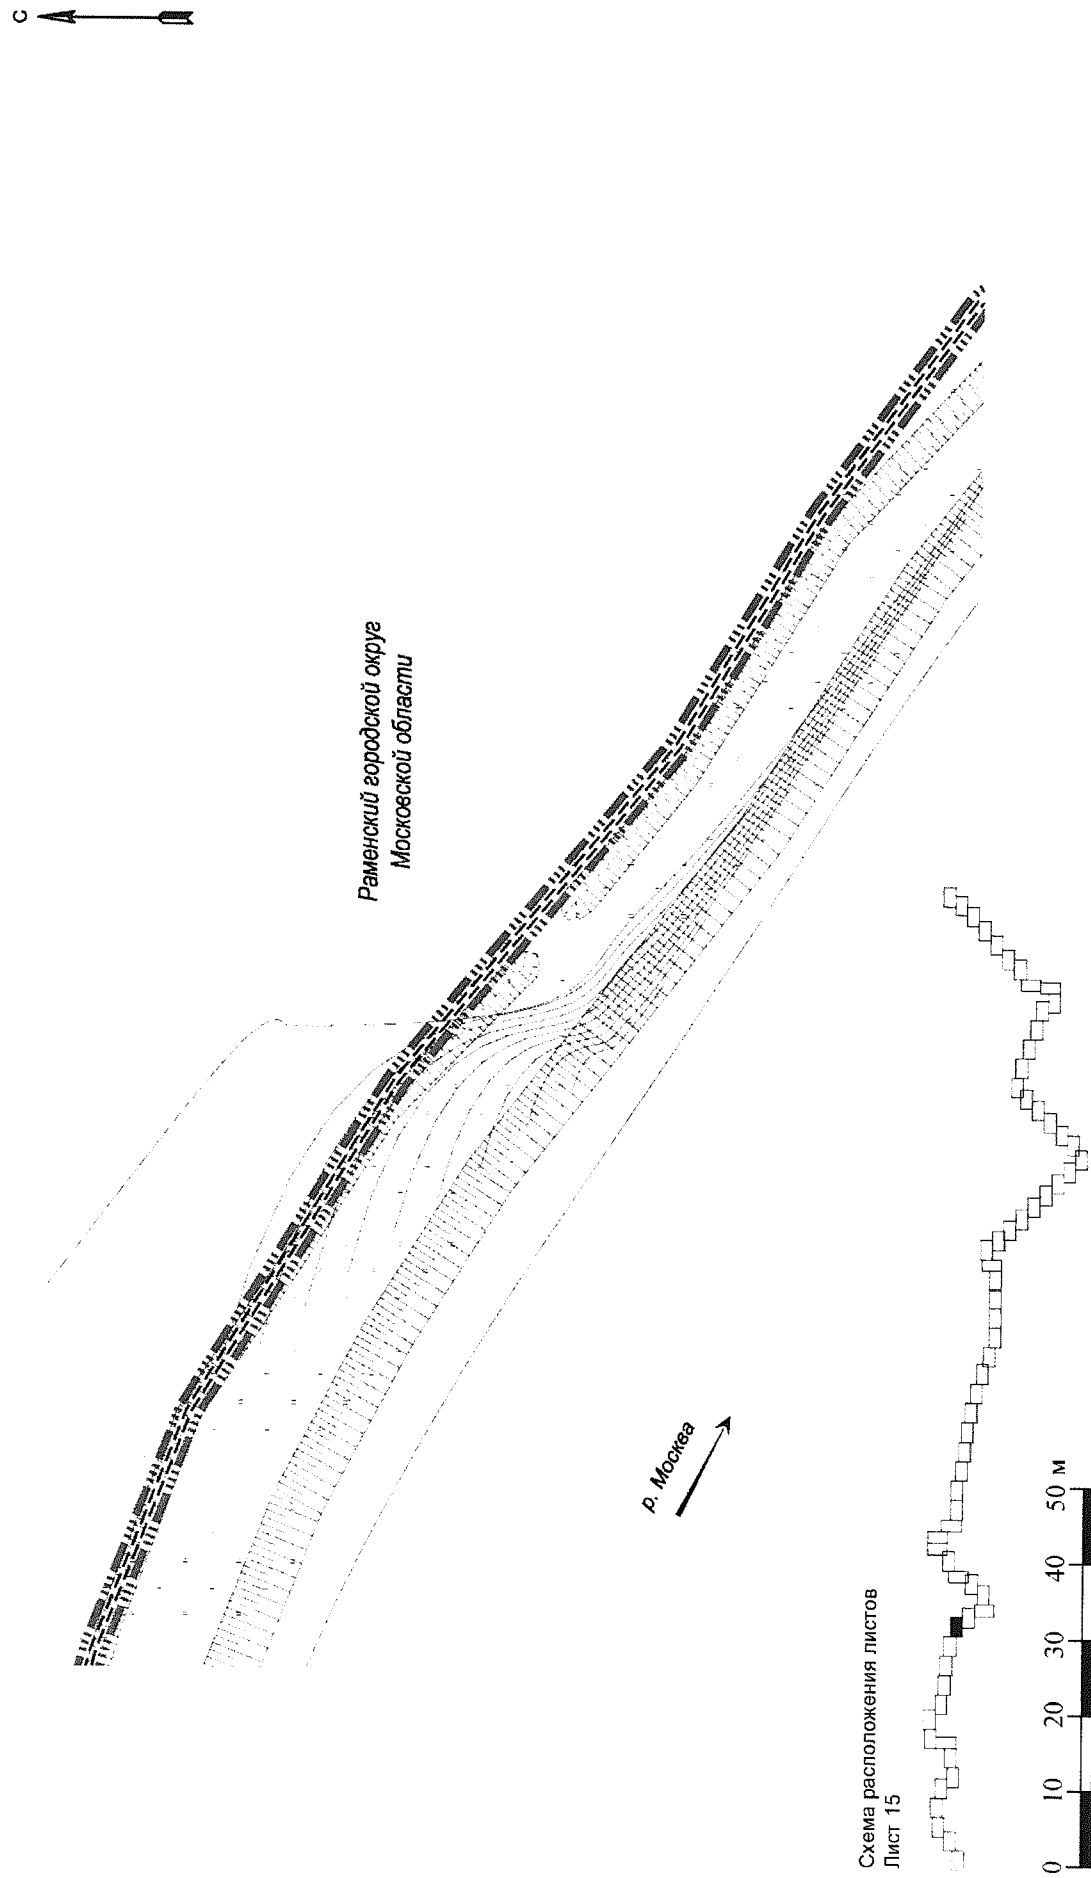 С
Раменский городской округ
Московской области
р. Москва
Схема расположения листов
Лист 15
0 10 20 30 40 50 м